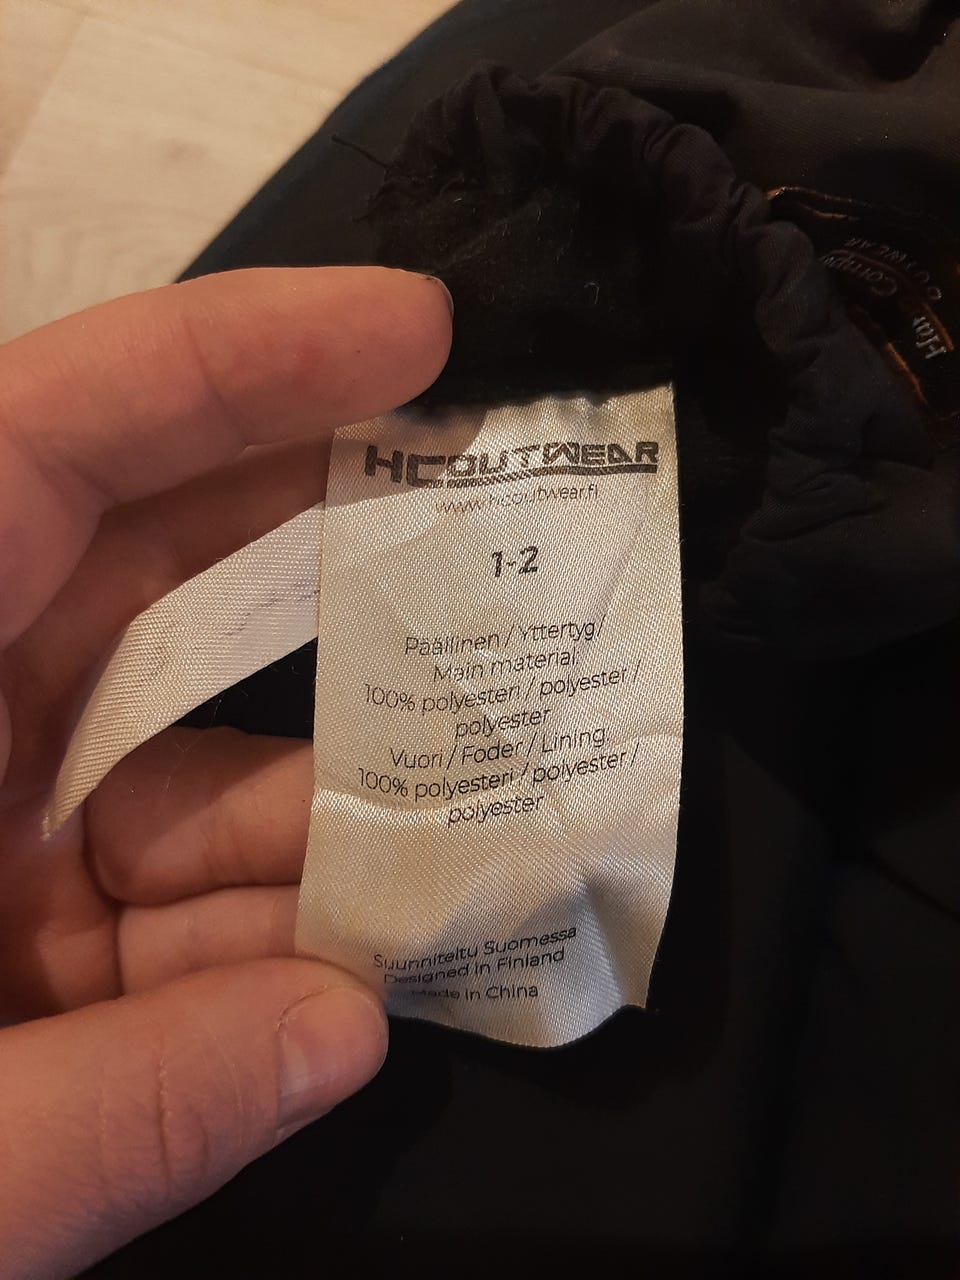 HCOUTWEAR
www.hcoutwear.fi
1-2
Päällinen / Yttertyg /
Main material
100% polyesteri / polyester /
polyester
Vuori / Foder / Lining
100% polyesteri / polyester /
polyester
Suunniteltu Suomessa
Designed in Finland
Made in China
OUTWEAR